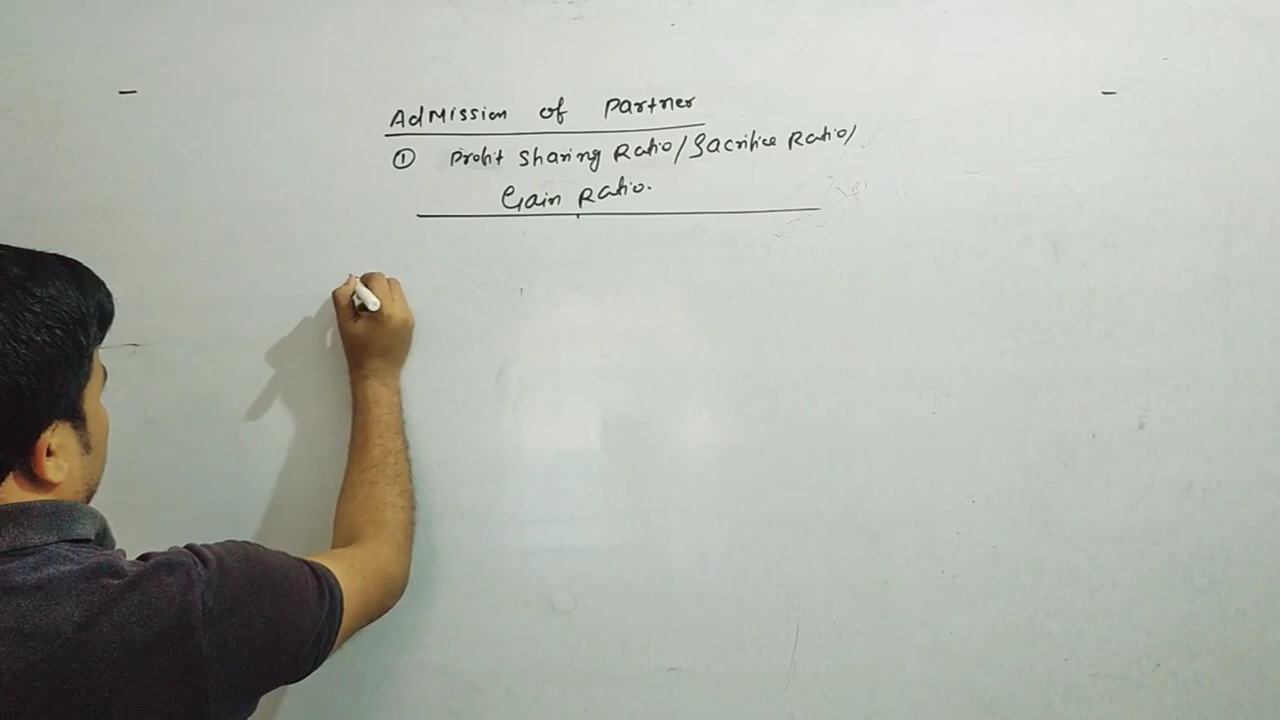 Admission of Partner
① Profit Sharing Ratio/Sacrifice Ratio/
Gain Ratio.